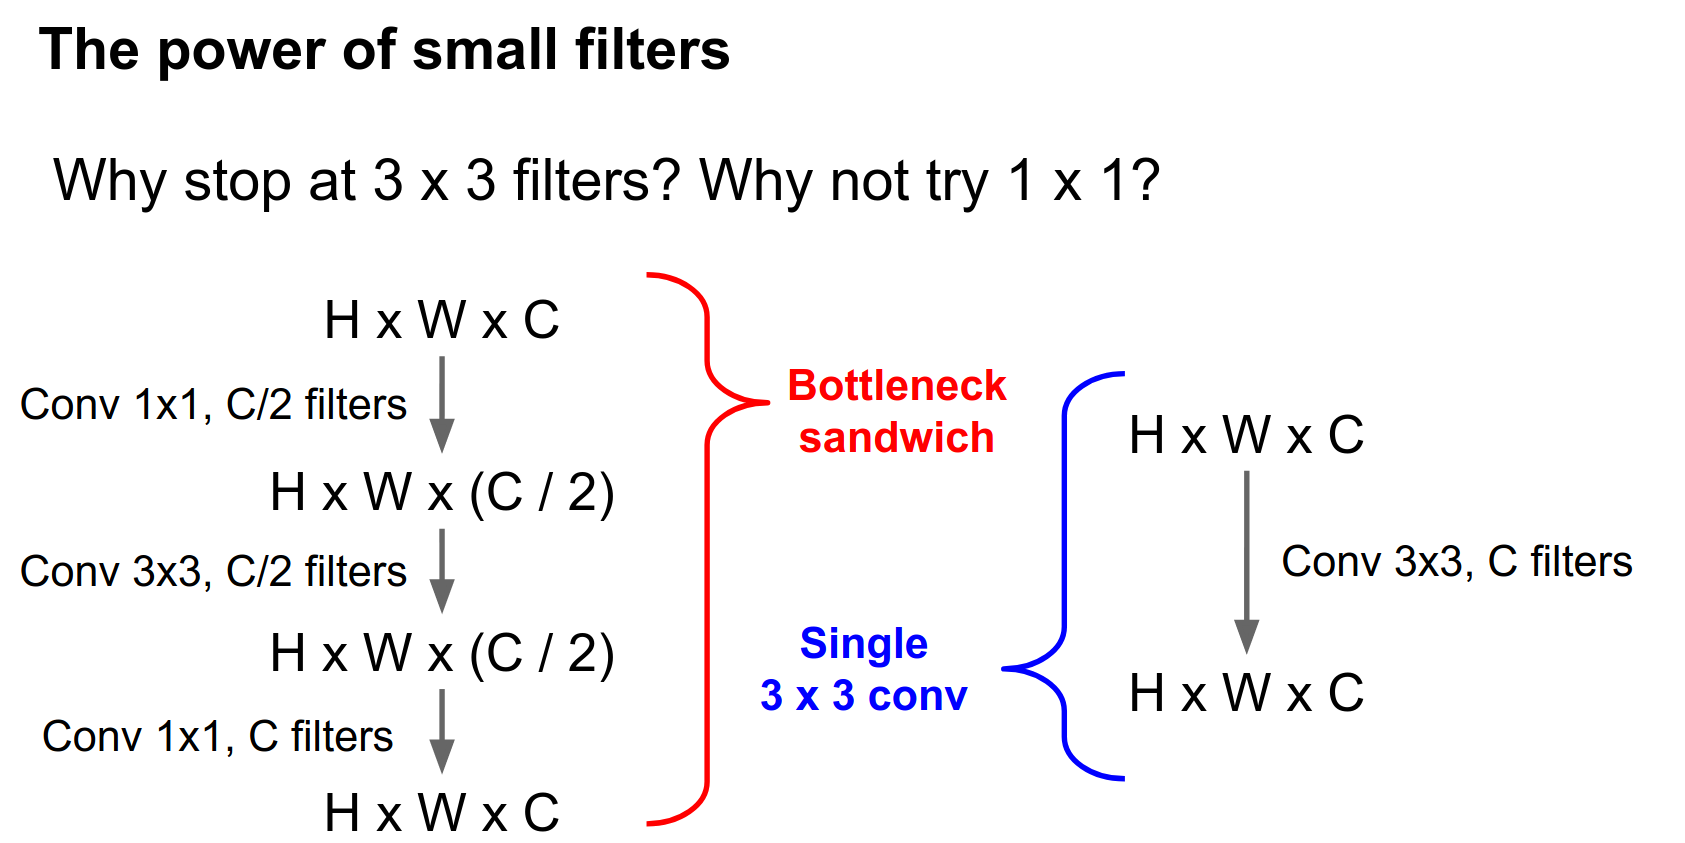 The power of small filters
Why stop at 3 x 3 filters? Why not try 1 x 1?
H x W x C
Conv 1x1, C/2 filters
H x W x (C / 2)
Conv 3x3, C/2 filters
H x W x (C / 2)
Conv 1x1, C filters
H x W x C
Bottleneck
sandwich
Single
3 x 3 conv
H x W x C
Conv 3x3, C filters
H x W x C